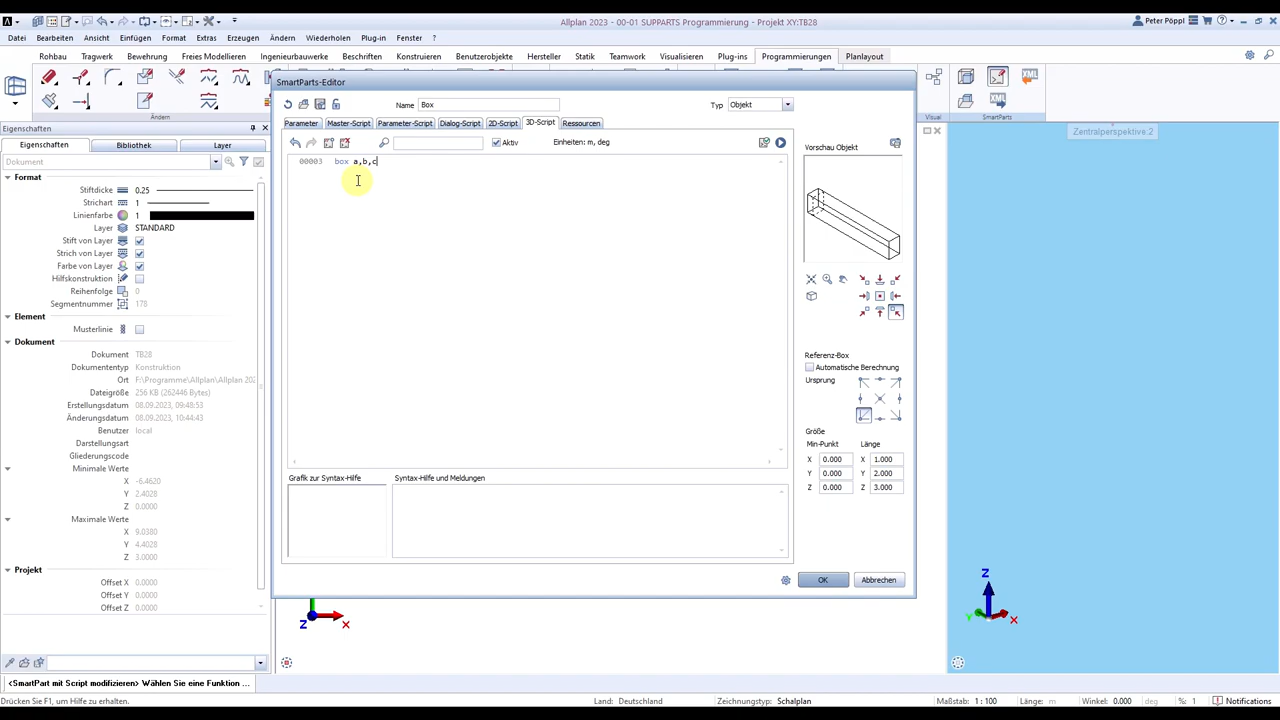 Allplan 2023 - 00-01 SUPPARTS Programmierung - Projekt XY:TB28
Peter Pöppl
Datei Bearbeiten Ansicht Einfügen Format Extras Erzeugen Ändern Wiederholen Plug-in Fenster
Rohbau Tragwerk Bewehrung Freies Modellieren Ingenieurbauwerke Beschriften Konstruieren Benutzerobjekte Hersteller Statik Teamwork Visualisieren Plug-ins Programmierungen Planlayout
XML
XML
Ändern
Visual
SmartParts
SmartParts-Editor
Name Box
Typ Objekt
Parameter Master-Script Parameter-Script Dialog-Script 2D-Script 3D-Script Ressourcen
Aktiv Einheiten: m, deg
00003 box a,b,c
Grafik zur Syntax-Hilfe
Syntax-Hilfe und Meldungen
Vorschau Objekt
Referenz-Box
Automatische Berechnung
Ursprung
Größe
Min-Punkt Länge
X 0.000 X 1.000
Y 0.000 Y 2.000
Z 0.000 Z 3.000
OK Abbrechen
Eigenschaften
Eigenschaften Bibliothek Layer
Dokument
Format
Stiftdicke 0.25
Strichart 1
Linienfarbe 1
Layer STANDARD
Stift von Layer
Strich von Layer
Farbe von Layer
Hilfskonstruktion
Reihenfolge 0
Segmentnummer 178
Element
Musterlinie
Dokument
Dokument TB28
Dokumenttyp Konstruktion
Ort F:\Programme\Allplan\Allplan 202
Dateigröße 256 KB (262446 Bytes)
Erstellungsdatum 08.09.2023, 09:48:53
Änderungsdatum 08.09.2023, 10:44:43
Benutzer local
Darstellungsart
Gliederungscode
Minimale Werte
X -6.4620
Y 2.4028
Z 0.0000
Maximale Werte
X 9.0380
Y 4.4028
Z 3.0000
Projekt
Offset X 0.0000
Offset Y 0.0000
Offset Z 0.0000
Zentralperspektive:2
Z X
Z
Y X
<SmartPart mit Script modifizieren> Wählen Sie eine Funktion ...
Drücken Sie F1, um Hilfe zu erhalten.
Land: Deutschland
Zeichnungstyp: Schalplan
Maßstab: 1 : 100
Länge: m
Winkel: 0.000 deg
%: 1
Notifications